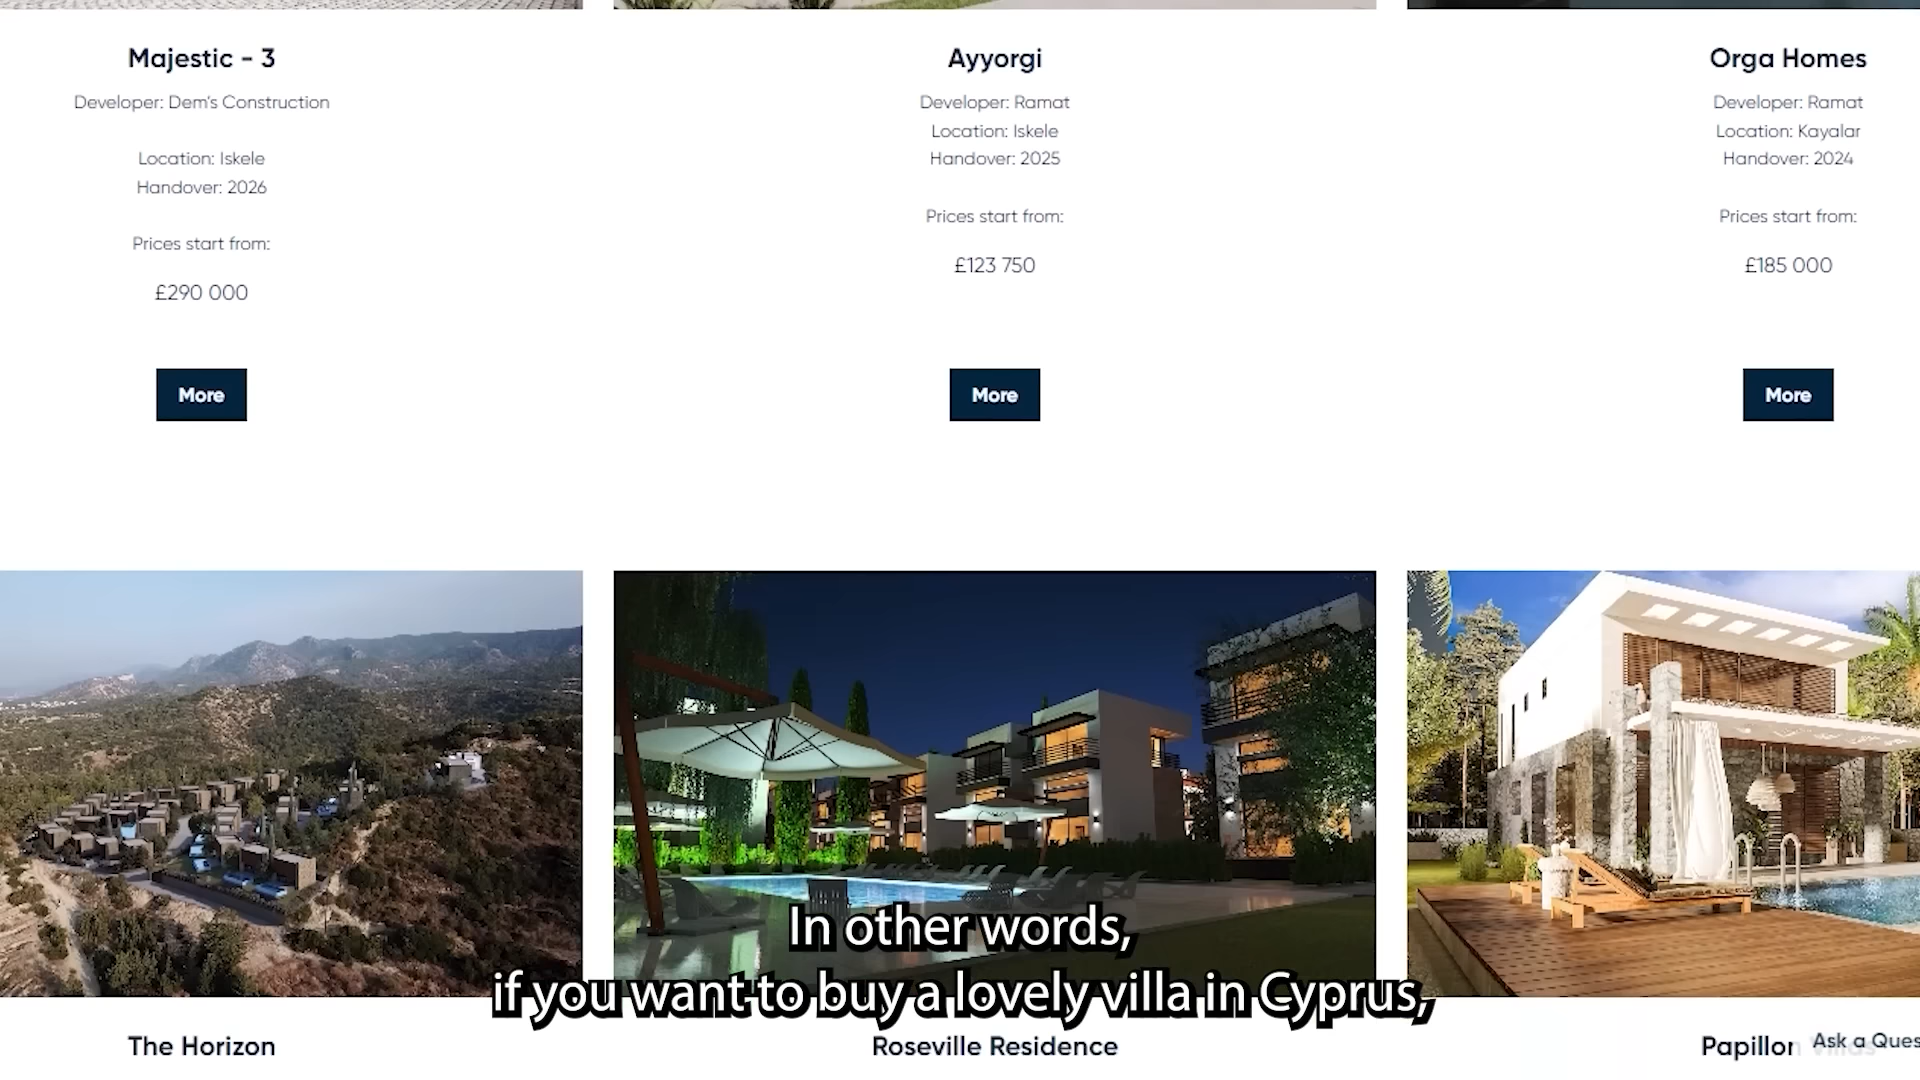 Majestic - 3
Developer: Dem's Construction
Location: Iskele
Handover: 2026
Prices start from:
£290 000
More
Ayyorgi
Developer: Ramat
Location: Iskele
Handover: 2025
Prices start from:
£123 750
More
Orga Homes
Developer: Ramat
Location: Kayalar
Handover: 2024
Prices start from:
£185 000
More
In other words,
if you want to buy a lovely villa in Cyprus,
The Horizon
Roseville Residence
Papillon Villas
Ask a Ques